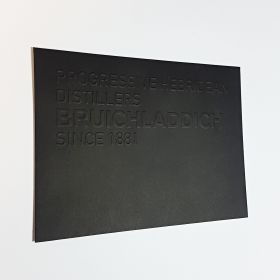 PROGRESSIVE HEBRIDEAN
DISTILLERS
BRUICHLADDICH
SINCE 1881